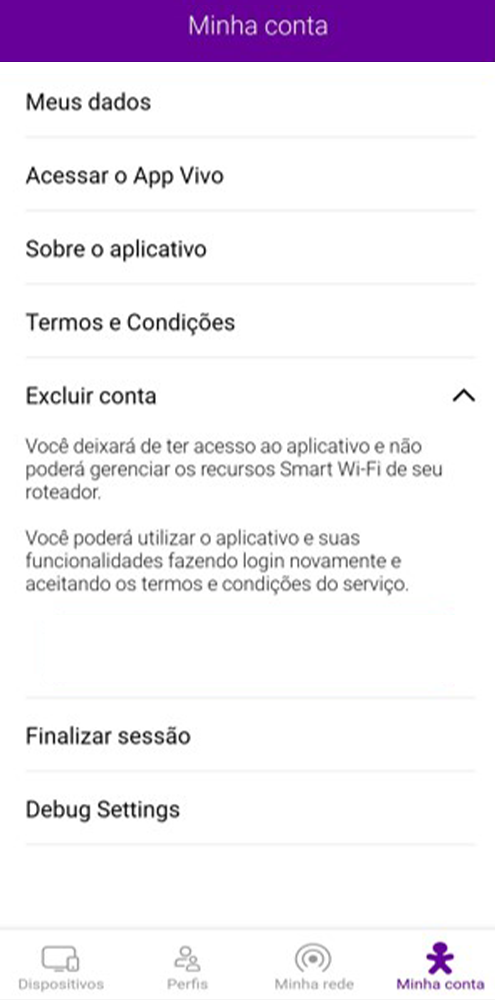 Minha conta
Meus dados
Acessar o App Vivo
Sobre o aplicativo
Termos e Condições
Excluir conta
Você deixará de ter acesso ao aplicativo e não
poderá gerenciar os recursos Smart Wi-Fi de seu
roteador.
Você poderá utilizar o aplicativo e suas
funcionalidades fazendo login novamente e
aceitando os termos e condições do serviço.
Finalizar sessão
Debug Settings
Dispositivos
Perfis
Minha rede
Minha conta